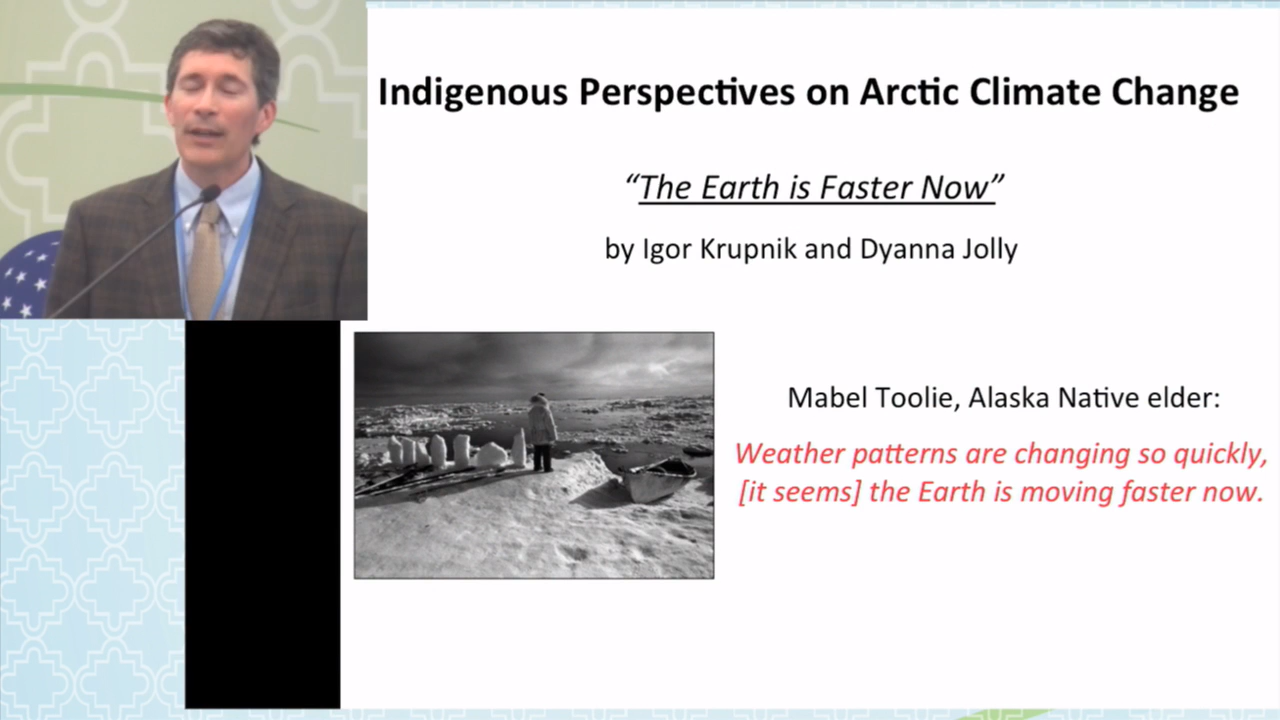 Indigenous Perspectives on Arctic Climate Change
“The Earth is Faster Now”
by Igor Krupnik and Dyanna Jolly
Mabel Toolie, Alaska Native elder:
Weather patterns are changing so quickly,
[it seems] the Earth is moving faster now.